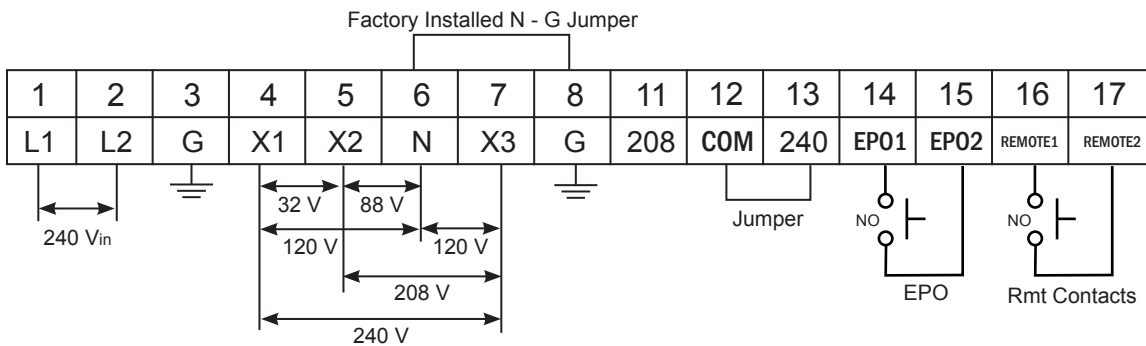 Factory Installed N - G Jumper
1 2 3 4 5 6 7 8 11 12 13 14 15 16 17
L1 L2 G X1 X2 N X3 G 208 COM 240 EPO1 EPO2 REMOTE1 REMOTE2
32 V 88 V
240 Vin 120 V 120 V Jumper NO NO
208 V EPO Rmt Contacts
240 V